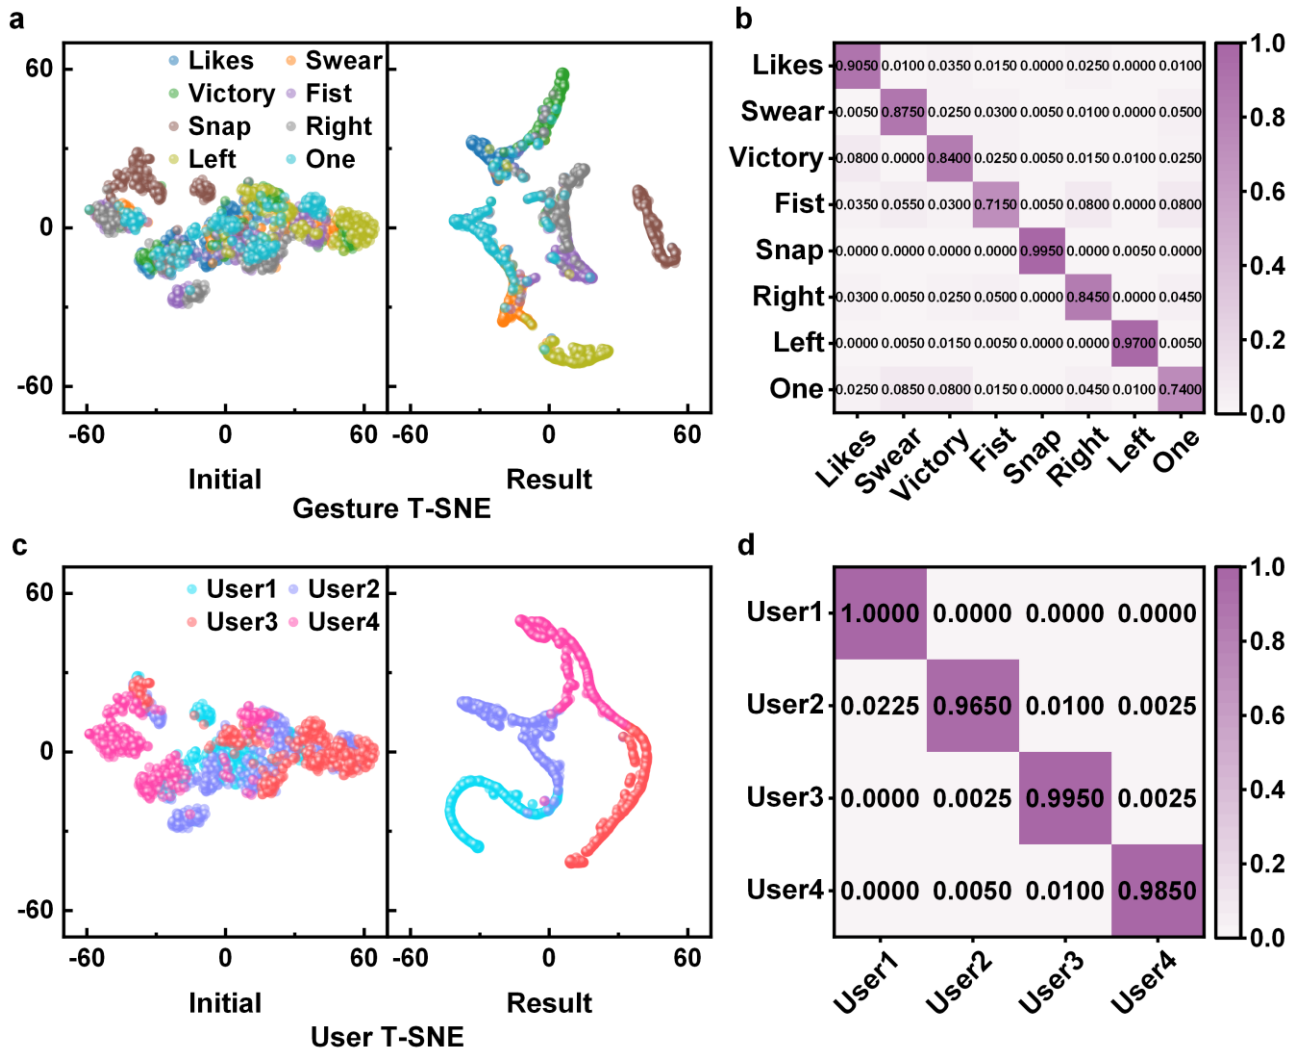 a
60
0
-60
Likes
Swear
Victory
Fist
Snap
Right
Left
One
-60 0 60
-60 0 60
Initial
Result
Gesture T-SNE
b
Likes 0.9050 0.0100 0.0350 0.0150 0.0000 0.0250 0.0000 0.0100
Swear 0.0050 0.8750 0.0250 0.0300 0.0050 0.0100 0.0000 0.0500
Victory 0.0800 0.0000 0.8400 0.0250 0.0050 0.0150 0.0100 0.0250
Fist 0.0350 0.0550 0.0300 0.7150 0.0050 0.0800 0.0000 0.0800
Snap 0.0000 0.0000 0.0000 0.9950 0.0000 0.0050 0.0000
Right 0.0300 0.0050 0.0250 0.0500 0.0000 0.8450 0.0000 0.0450
Left 0.0000 0.0050 0.0150 0.0050 0.0000 0.0000 0.9700 0.0050
One 0.0250 0.0850 0.0800 0.0150 0.0000 0.0450 0.0100 0.7400
Likes Swear Victory Fist Snap Right Left One
1.0
0.8
0.6
0.4
0.2
0.0
c
60
0
-60
User1
User2
User3
User4
-60 0 60
-60 0 60
Initial
Result
User T-SNE
d
User1 1.0000 0.0000 0.0000 0.0000
User2 0.0225 0.9650 0.0100 0.0025
User3 0.0000 0.0025 0.9950 0.0025
User4 0.0000 0.0050 0.0100 0.9850
User1 User2 User3 User4
1.0
0.8
0.6
0.4
0.2
0.0